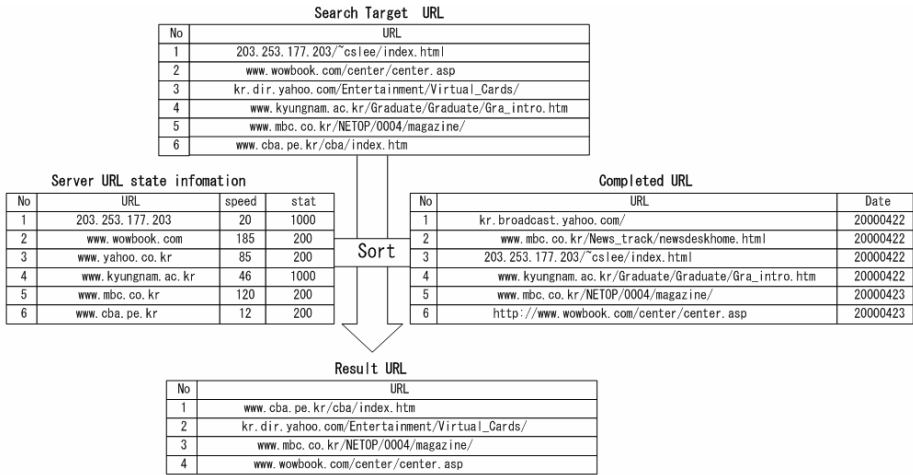 Search Target URL
No URL
1 203.253.177.203/~cslee/index.html
2 www.wowbook.com/center/center.asp
3 kr.dir.yahoo.com/Entertainment/Virtual_Cards/
4 www.kyungnam.ac.kr/Graduate/Graduate/Gra_intro.htm
5 www.mbc.co.kr/NETOP/0004/magazine/
6 www.cba.pe.kr/cba/index.htm
Server URL state infomation
No URL speed stat
1 203.253.177.203 20 1000
2 www.wowbook.com 185 200
3 www.yahoo.co.kr 85 200
4 www.kyungnam.ac.kr 46 1000
5 www.mbc.co.kr 120 200
6 www.cba.pe.kr 12 200
Sort
Completed URL
No URL Date
1 kr.broadcast.yahoo.com/ 20000422
2 www.mbc.co.kr/News_track/newsdeskhome.html 20000422
3 203.253.177.203/~cslee/index.html 20000422
4 www.kyungnam.ac.kr/Graduate/Graduate/Gra_intro.htm 20000422
5 www.mbc.co.kr/NETOP/0004/magazine/ 20000423
6 http://www.wowbook.com/center/center.asp 20000423
Result URL
No URL
1 www.cba.pe.kr/cba/index.htm
2 kr.dir.yahoo.com/Entertainment/Virtual_Cards/
3 www.mbc.co.kr/NETOP/0004/magazine/
4 www.wowbook.com/center/center.asp